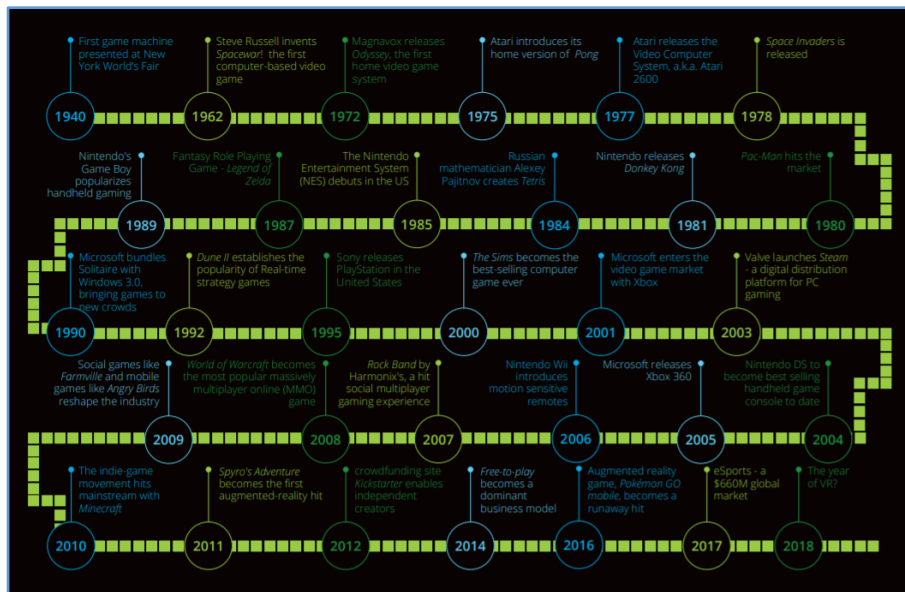 First game machine
presented at New
York World's Fair
1940
Steve Russell invents
Spacewar! the first
computer-based video
game
1962
Magnavox releases
Odyssey, the first
home video game
system
1972
Atari introduces its
home version of Pong
1975
Atari releases the
Video Computer
System, a.k.a. Atari
2600
1977
Space Invaders is
released
1978
Pac-Man hits the
market
1980
Nintendo releases
Donkey Kong
1981
Russian
mathematician Alexey
Pajitnov creates Tetris
1984
The Nintendo
Entertainment System
(NES) debuts in the US
1985
Fantasy Role Playing
Game - Legend of
Zelda
1987
Nintendo's
Game Boy
popularizes
handheld gaming
1989
Microsoft bundles
Solitaire with
Windows 3.0,
bringing games to
new crowds
1990
Dune II establishes the
popularity of Real-time
strategy games
1992
Sony releases
PlayStation in the
United States
1995
The Sims becomes the
best-selling computer
game ever
2000
Microsoft enters the
video game market
with Xbox
2001
Valve launches Steam
- a digital distribution
platform for PC
gaming
2003
Nintendo DS to
become best selling
handheld game
console to date
2004
Microsoft releases
Xbox 360
2005
Nintendo Wii
introduces
motion sensitive
remotes
2006
Rock Band by
Harmonix's, a hit
social multiplayer
gaming experience
2007
World of Warcraft becomes
the most popular massively
multiplayer online (MMO)
game
2008
Social games like
Farmville and mobile
games like Angry Birds
reshape the industry
2009
The indie-game
movement hits
mainstream with
Minecraft
2010
Spyro's Adventure
becomes the first
augmented-reality hit
2011
crowdfunding site
Kickstarter enables
independent
creators
2012
Free-to-play
becomes a
dominant
business model
2014
Augmented reality
game, Pokémon GO
mobile, becomes a
runaway hit
2016
eSports - a
$660M global
market
2017
The year
of VR?
2018